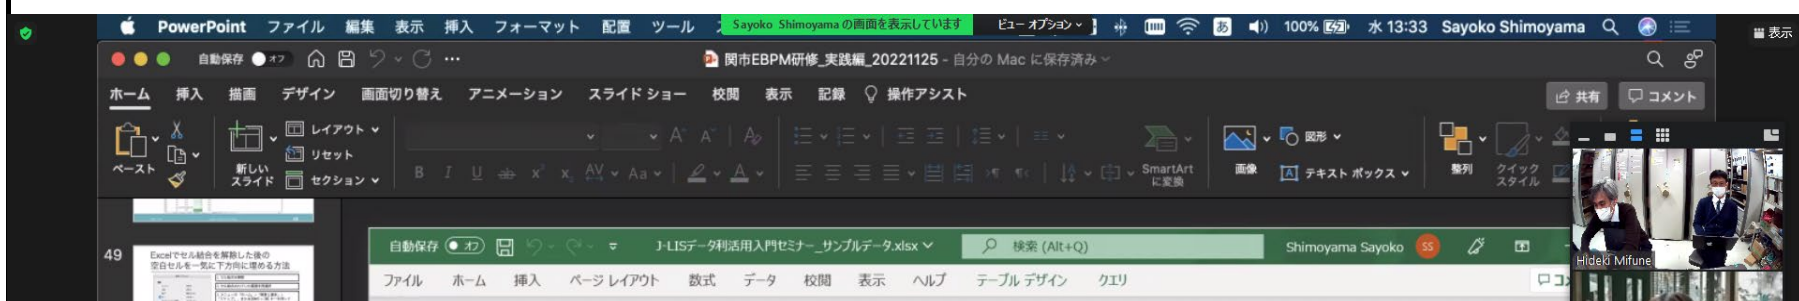 PowerPoint ファイル 編集 表示 挿入 フォーマット 配置 ツール
Sayoko Shimoyama の画面を表示しています
ビュー オプション
あ 100% 水 13:33 Sayoko Shimoyama
表示
自動保存 オフ
関市EBPM研修_実践編_20221125 - 自分の Mac に保存済み
ホーム 挿入 描画 デザイン 画面切り替え アニメーション スライド ショー 校閲 表示 記録 操作アシスト
共有 コメント
ペースト
新しい
スライド
レイアウト
リセット
セクション
B I U ab x² x₂ AV Aa A
A A A
SmartArt
に変換
画像
図形
テキスト ボックス
整列
クイック
スタイル
49
Excelでセル結合を解除した後の
空白セルを一気に下方向に埋める方法
自動保存 オフ
J-LISデータ利活用入門セミナー_サンプルデータ.xlsx
検索 (Alt+Q)
Shimoyama Sayoko SS
ファイル ホーム 挿入 ページ レイアウト 数式 データ 校閲 表示 ヘルプ テーブル デザイン クエリ
Hideki Mifune